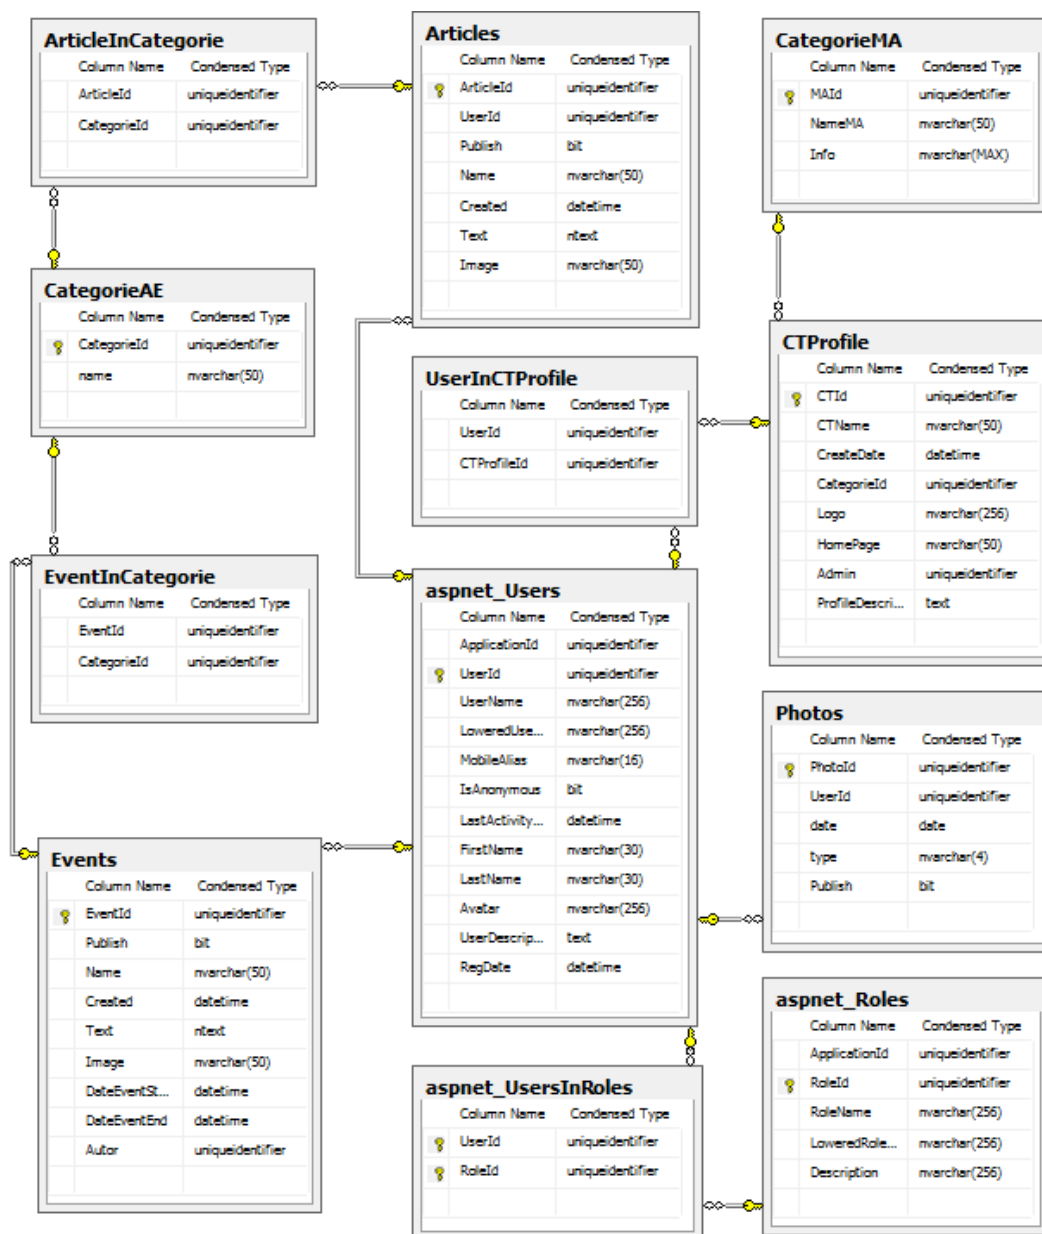 ArticleInCategorie
Column Name Condensed Type
ArticleId uniqueidentifier
CategorieId uniqueidentifier
Articles
Column Name Condensed Type
ArticleId uniqueidentifier
UserId uniqueidentifier
Publish bit
Name nvarchar(50)
Created datetime
Text ntext
Image nvarchar(50)
CategorieMA
Column Name Condensed Type
MAId uniqueidentifier
NameMA nvarchar(50)
Info nvarchar(MAX)
CategorieAE
Column Name Condensed Type
CategorieId uniqueidentifier
name nvarchar(50)
UserInCTProfile
Column Name Condensed Type
UserId uniqueidentifier
CTProfileId uniqueidentifier
CTProfile
Column Name Condensed Type
CTId uniqueidentifier
CTName nvarchar(50)
CreateDate datetime
CategorieId uniqueidentifier
Logo nvarchar(256)
HomePage nvarchar(50)
Admin uniqueidentifier
ProfileDescri... text
EventInCategorie
Column Name Condensed Type
EventId uniqueidentifier
CategorieId uniqueidentifier
aspnet_Users
Column Name Condensed Type
ApplicationId uniqueidentifier
UserId uniqueidentifier
UserName nvarchar(256)
LoweredUse... nvarchar(256)
MobileAlias nvarchar(16)
IsAnonymous bit
LastActivity... datetime
FirstName nvarchar(30)
LastName nvarchar(30)
Avatar nvarchar(256)
UserDescrip... text
RegDate datetime
Photos
Column Name Condensed Type
PhotoId uniqueidentifier
UserId uniqueidentifier
date date
type nvarchar(4)
Publish bit
Events
Column Name Condensed Type
EventId uniqueidentifier
Publish bit
Name nvarchar(50)
Created datetime
Text ntext
Image nvarchar(50)
DateEventSt... datetime
DateEventEnd datetime
Autor uniqueidentifier
aspnet_UsersInRoles
Column Name Condensed Type
UserId uniqueidentifier
RoleId uniqueidentifier
aspnet_Roles
Column Name Condensed Type
ApplicationId uniqueidentifier
RoleId uniqueidentifier
RoleName nvarchar(256)
LoweredRole... nvarchar(256)
Description nvarchar(256)